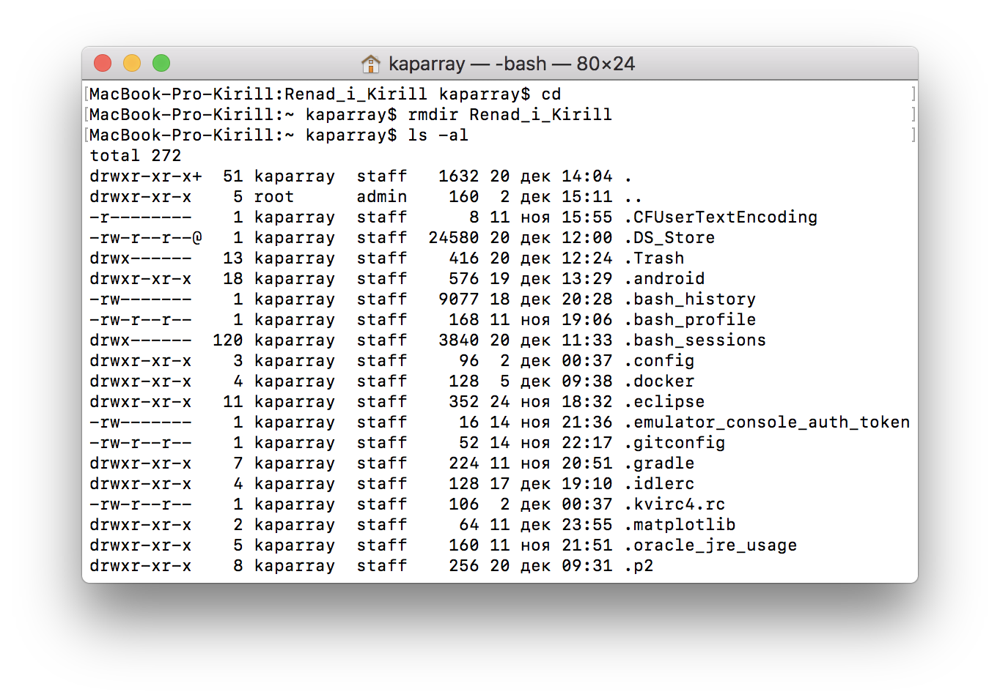 kaparray — -bash — 80×24
[MacBook-Pro-Kirill:Renad_i_Kirill kaparray$ cd ]
[MacBook-Pro-Kirill:~ kaparray$ rmdir Renad_i_Kirill ]
[MacBook-Pro-Kirill:~ kaparray$ ls -al ]
total 272
drwxr-xr-x+  51 kaparray  staff   1632 20 дек 14:04 .
drwxr-xr-x    5 root      admin    160  2 дек 15:11 ..
-r--------    1 kaparray  staff      8 11 ноя 15:55 .CFUserTextEncoding
-rw-r--r--@   1 kaparray  staff  24580 20 дек 12:00 .DS_Store
drwx------   13 kaparray  staff    416 20 дек 12:24 .Trash
drwxr-xr-x   18 kaparray  staff    576 19 дек 13:29 .android
-rw-------    1 kaparray  staff   9077 18 дек 20:28 .bash_history
-rw-r--r--    1 kaparray  staff    168 11 ноя 19:06 .bash_profile
drwx------  120 kaparray  staff   3840 20 дек 11:33 .bash_sessions
drwxr-xr-x    3 kaparray  staff     96  2 дек 00:37 .config
drwxr-xr-x    4 kaparray  staff    128  5 дек 09:38 .docker
drwxr-xr-x   11 kaparray  staff    352 24 ноя 18:32 .eclipse
-rw-------    1 kaparray  staff     16 14 ноя 21:36 .emulator_console_auth_token
-rw-r--r--    1 kaparray  staff     52 14 ноя 22:17 .gitconfig
drwxr-xr-x    7 kaparray  staff    224 11 ноя 20:51 .gradle
drwxr-xr-x    4 kaparray  staff    128 17 дек 19:10 .idlerc
-rw-r--r--    1 kaparray  staff    106  2 дек 00:37 .kvirc4.rc
drwxr-xr-x    2 kaparray  staff     64 11 дек 23:55 .matplotlib
drwxr-xr-x    5 kaparray  staff    160 11 ноя 21:51 .oracle_jre_usage
drwxr-xr-x    8 kaparray  staff    256 20 дек 09:31 .p2